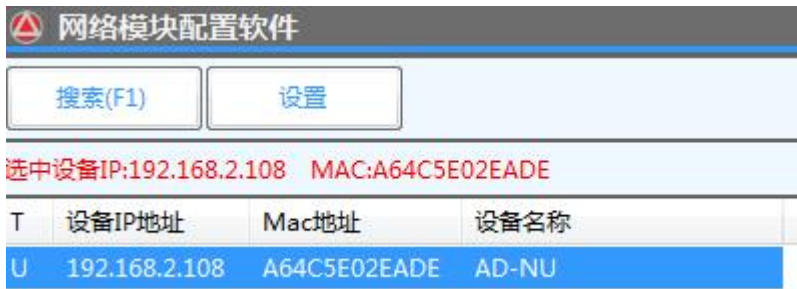 网络模块配置软件
搜索(F1) 设置
选中设备IP:192.168.2.108 MAC:A64C5E02EADE
T 设备IP地址 Mac地址 设备名称
U 192.168.2.108 A64C5E02EADE AD-NU